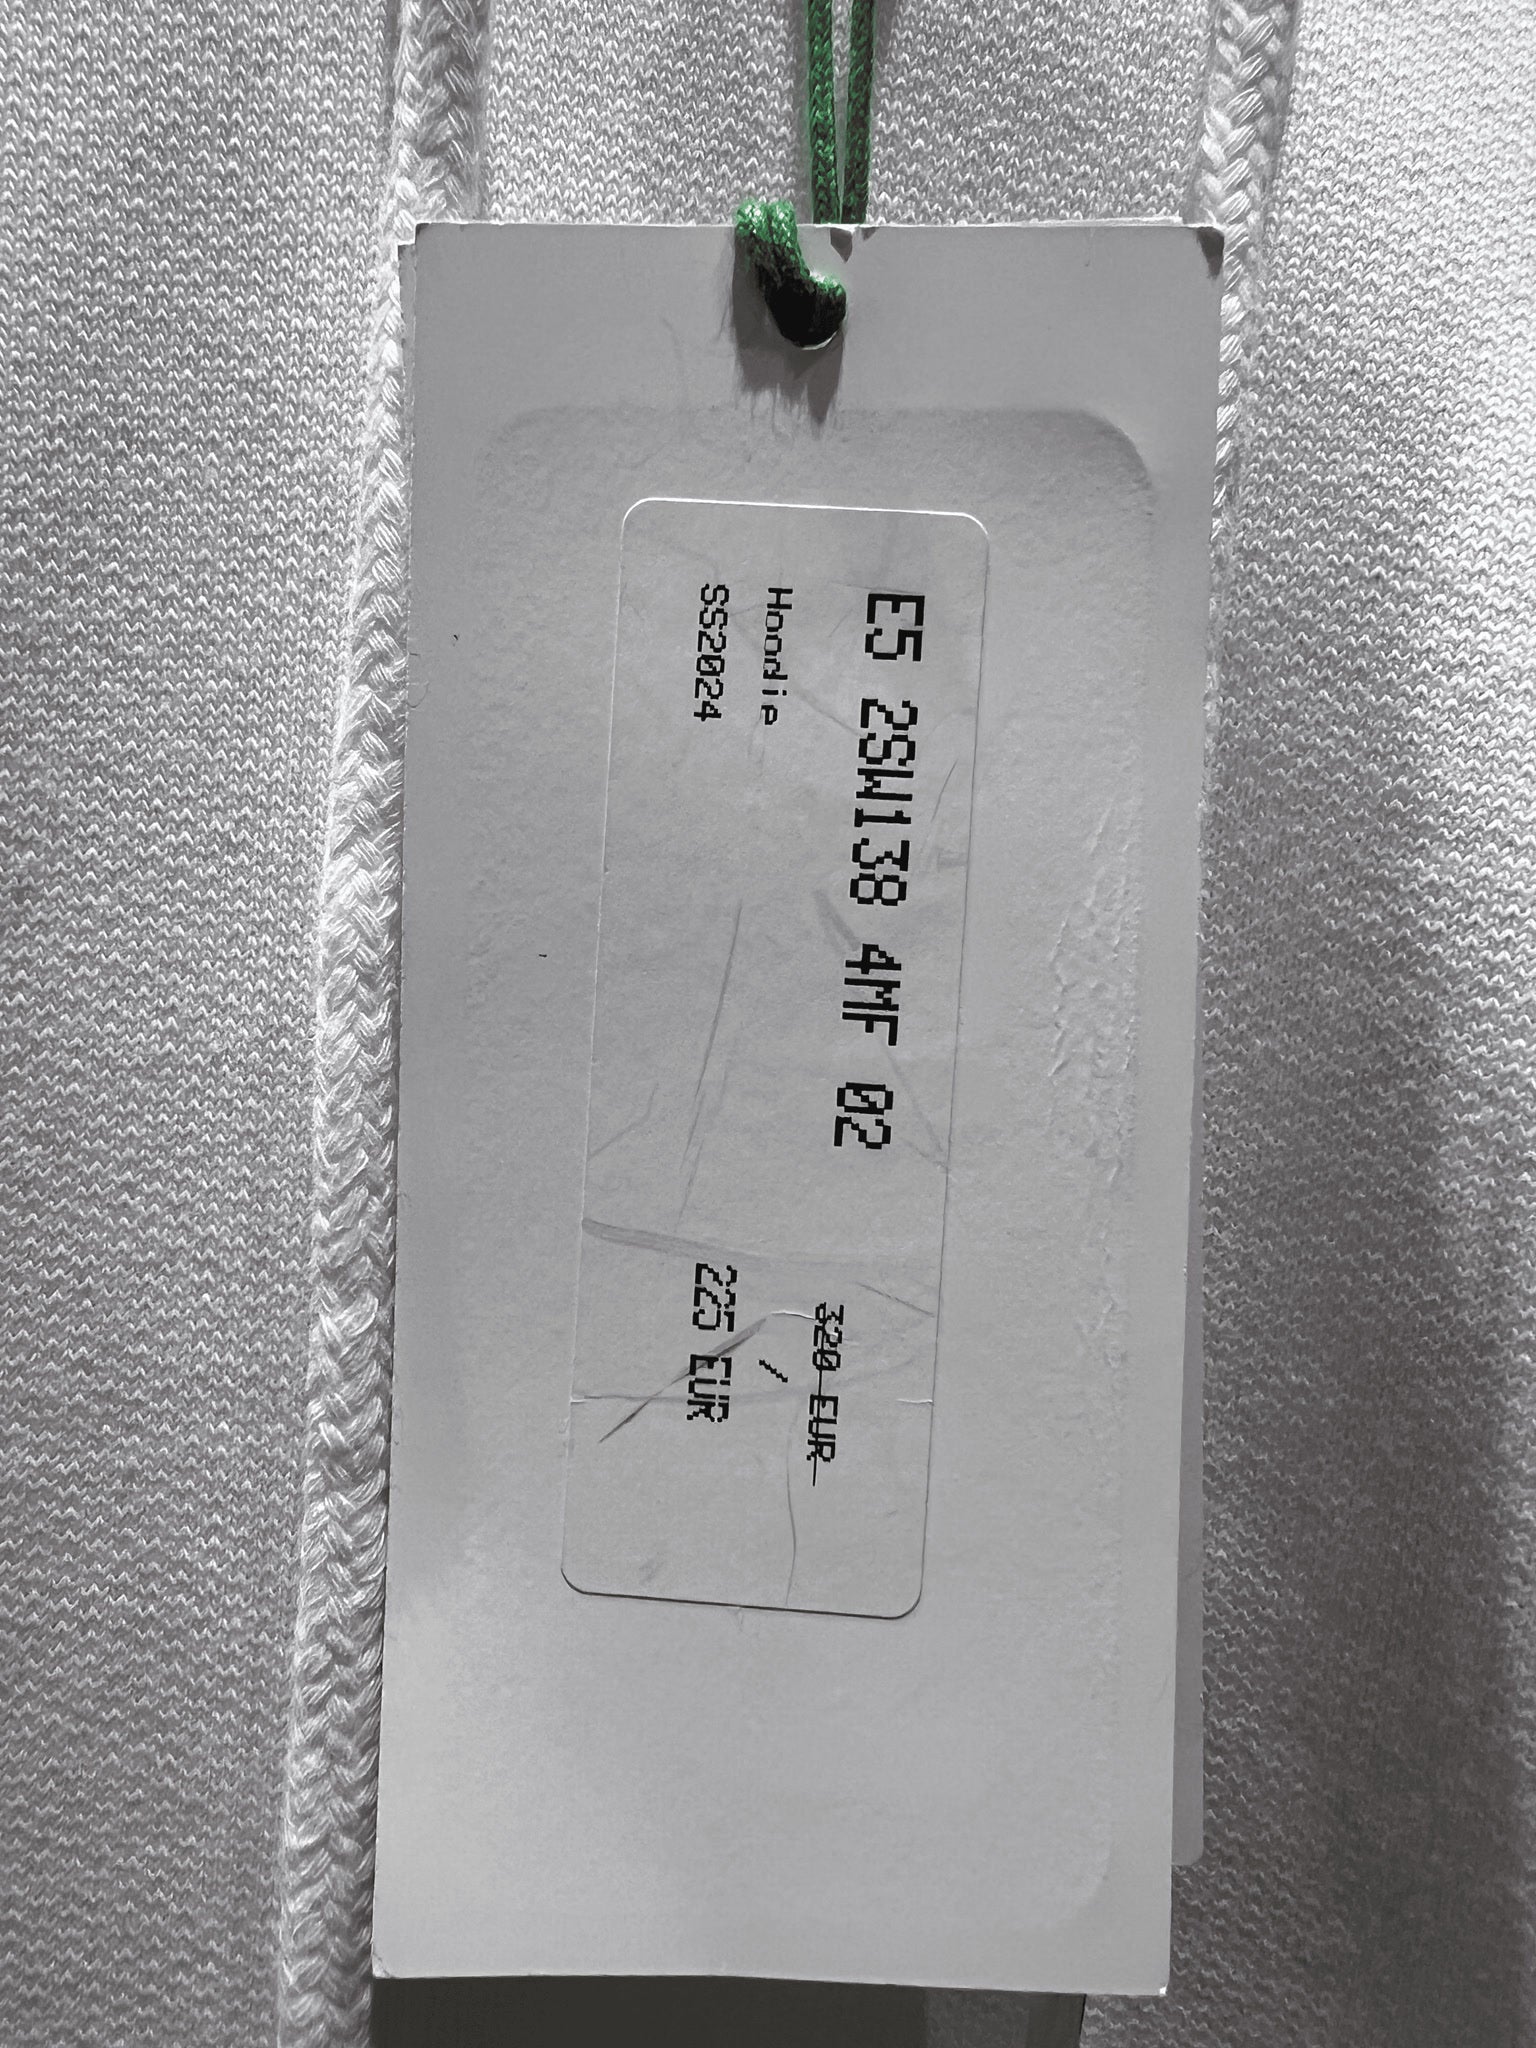 E5 2SW138 4MF 02
Hoodie
SS2024
320 EUR
/
225 EUR